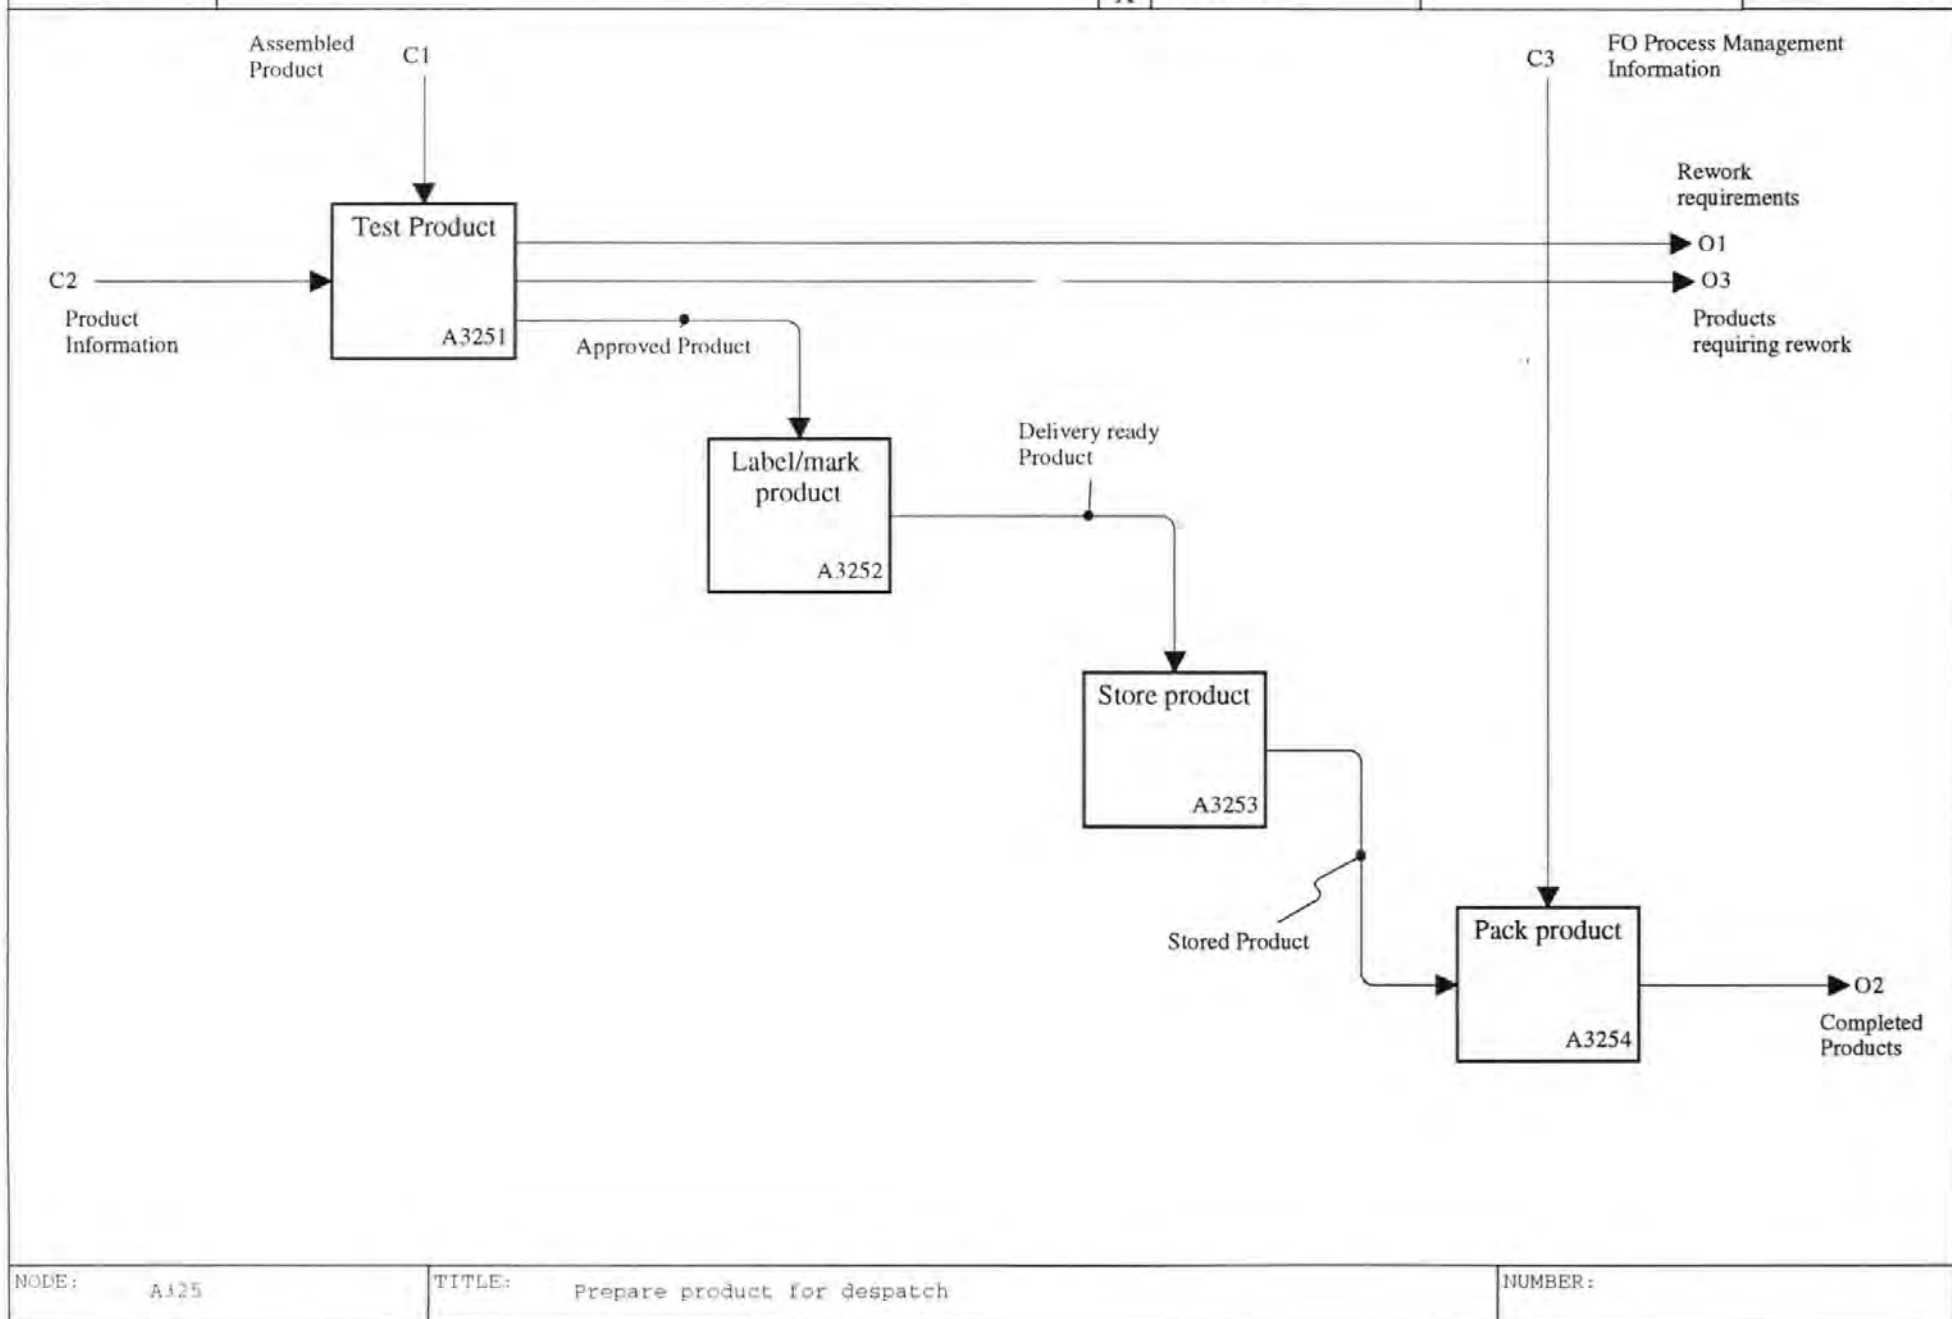 Assembled
Product
C1
C3
FO Process Management
Information
Rework
requirements
Test Product
O1
C2
O3
Product
Information
A3251
Approved Product
Products
requiring rework
Label/mark
product
A3252
Delivery ready
Product
Store product
A3253
Stored Product
Pack product
A3254
O2
Completed
Products
NODE:
A325
TITLE:
Prepare product for despatch
NUMBER: